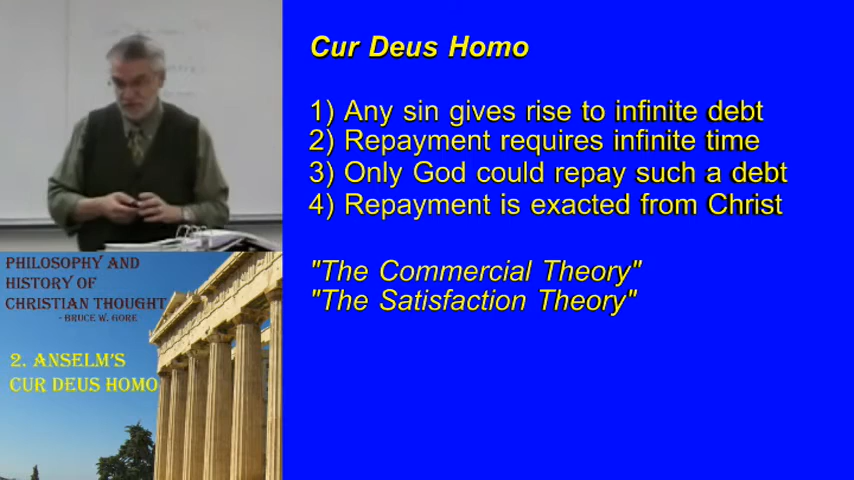 Cur Deus Homo
1) Any sin gives rise to infinite debt
2) Repayment requires infinite time
3) Only God could repay such a debt
4) Repayment is exacted from Christ
"The Commercial Theory"
"The Satisfaction Theory"
PHILOSOPHY AND
HISTORY OF
CHRISTIAN THOUGHT
- BRUCE W. GORE
2. ANSELM'S
CUR DEUS HOMO